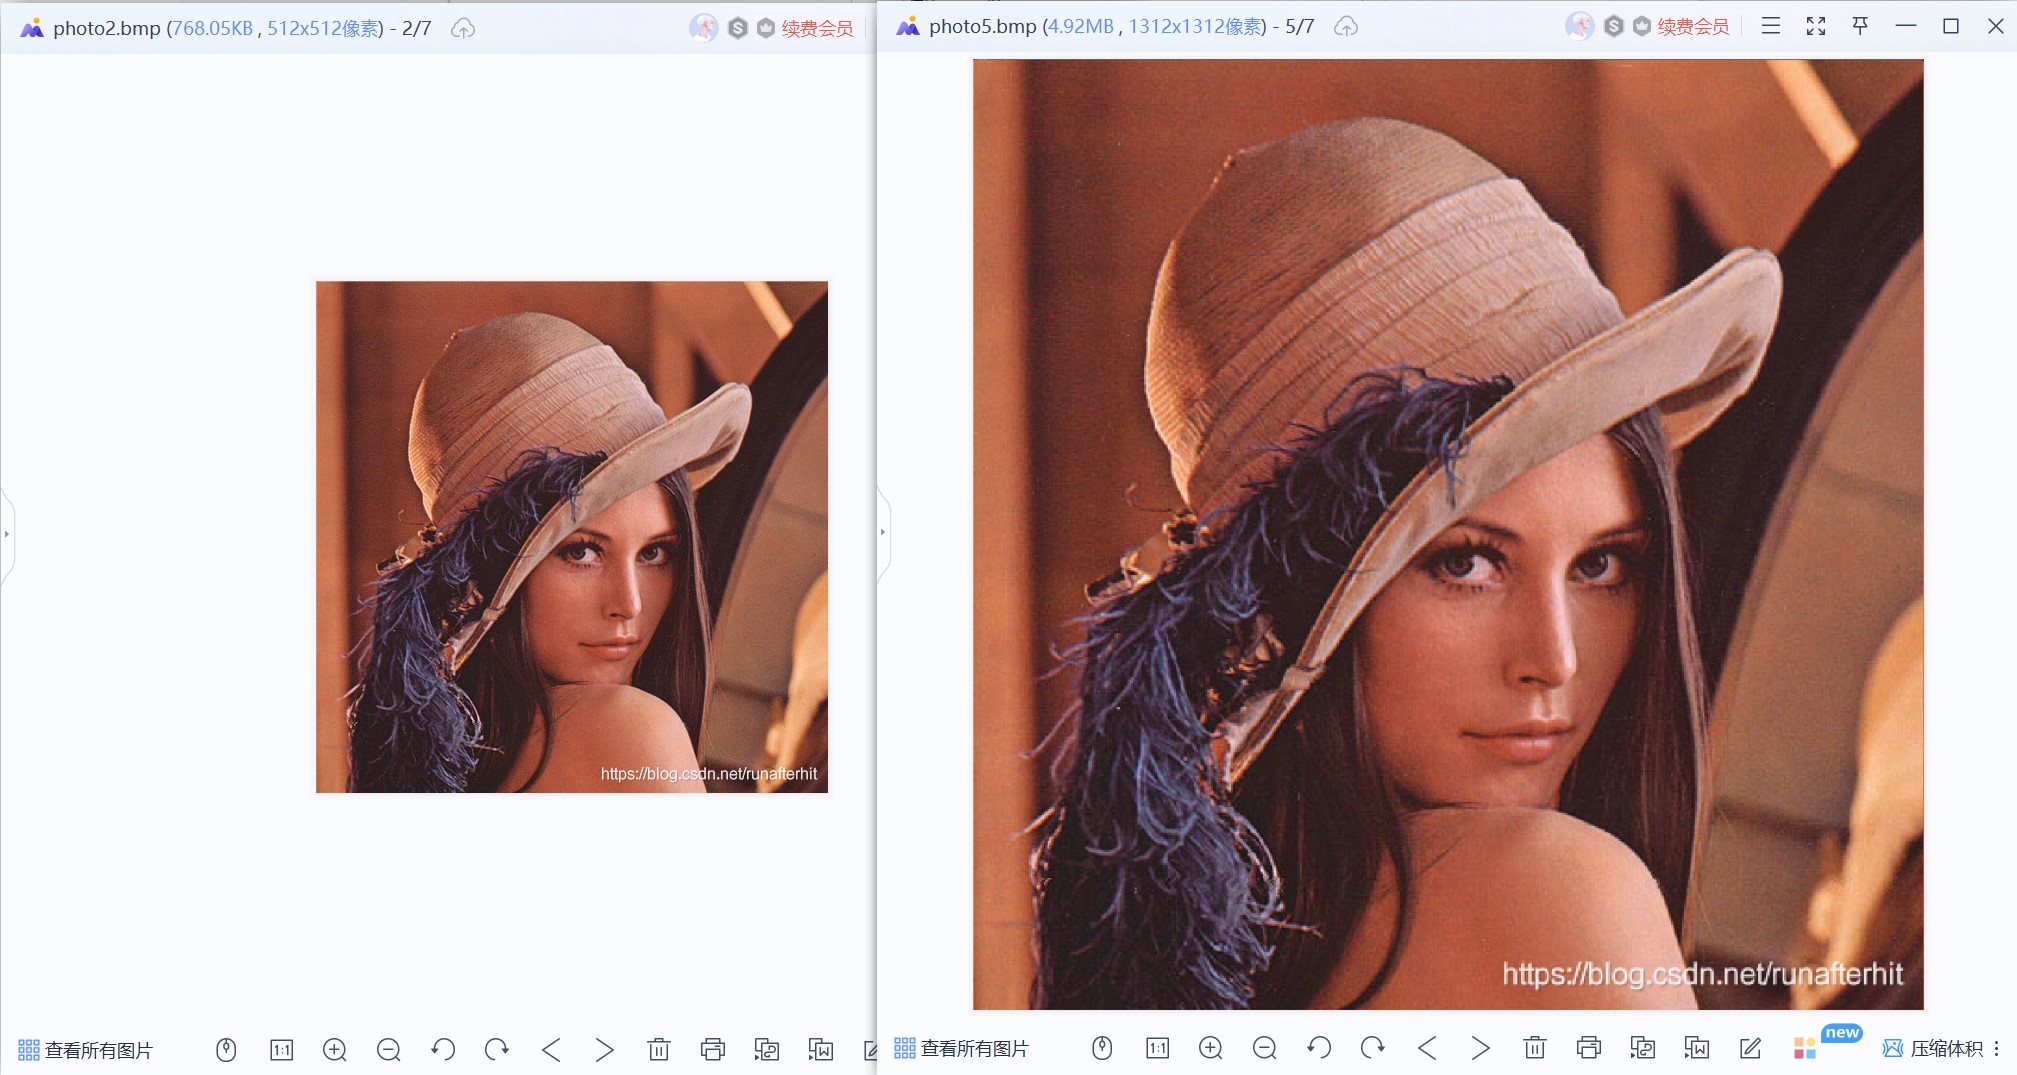 photo2.bmp (768.05KB , 512x512像素) - 2/7
续费会员
photo5.bmp (4.92MB , 1312x1312像素) - 5/7
续费会员
https://blog.csdn.net/runafterhit
https://blog.csdn.net/runafterhit
查看所有图片
1:1
查看所有图片
1:1
new
压缩体积